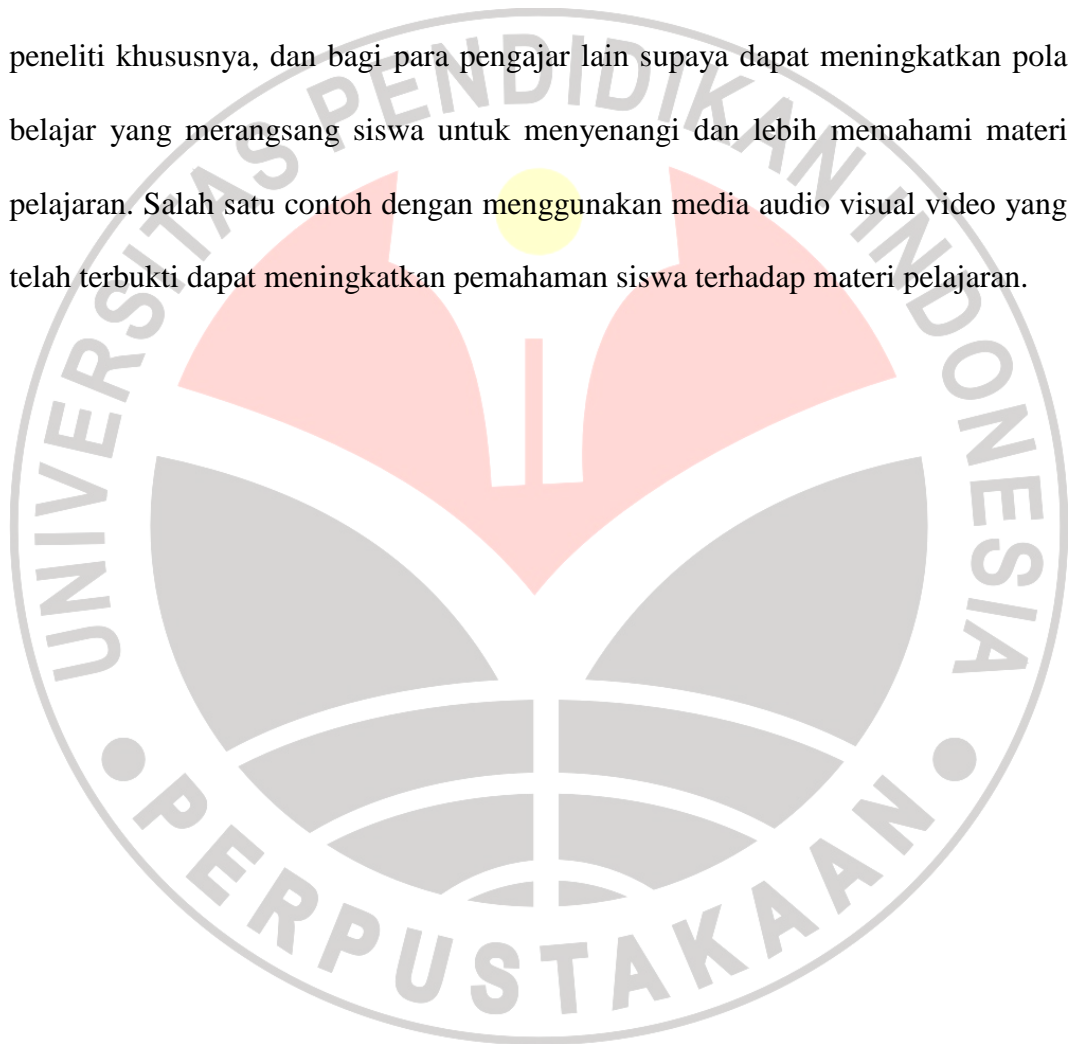 peneliti khususnya, dan bagi para pengajar lain supaya dapat meningkatkan pola
belajar yang merangsang siswa untuk menyenangi dan lebih memahami materi
pelajaran. Salah satu contoh dengan menggunakan media audio visual video yang
telah terbukti dapat meningkatkan pemahaman siswa terhadap materi pelajaran.
UNIVERSITAS PENDIDIKAN INDONESIA
PERPUSTAKAAN